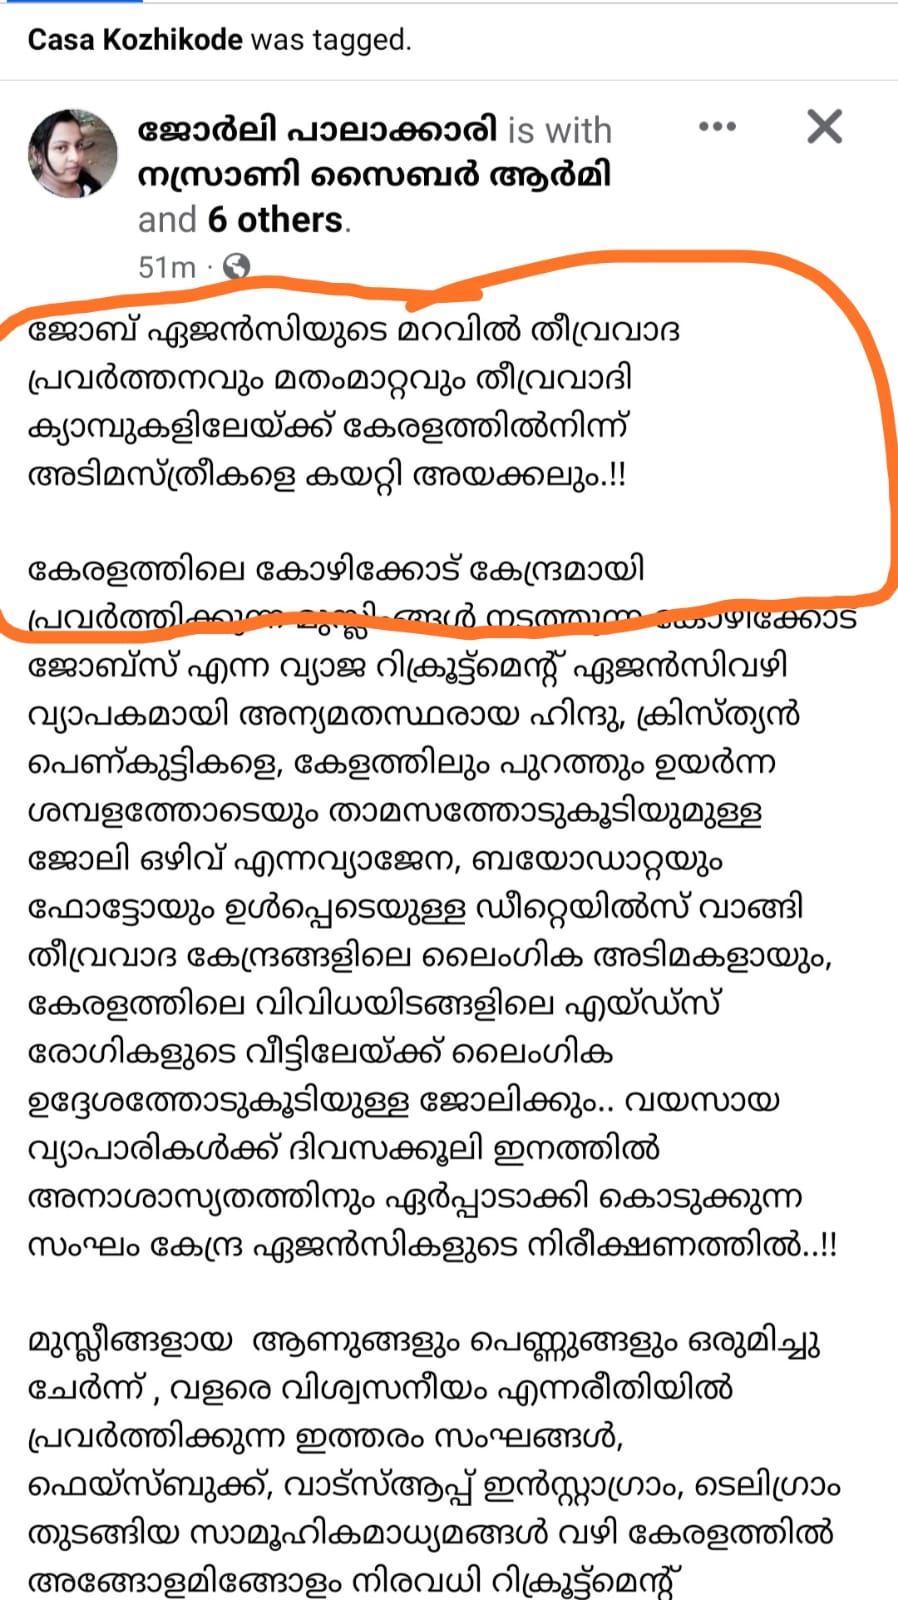 Casa Kozhikode was tagged.
ജോർലി പാലാക്കാരി is with
നസ്രാണി സൈബർ ആർമി
and 6 others.
51m ·
ജോബ് ഏജൻസിയുടെ മറവിൽ തീവ്രവാദ
പ്രവർത്തനവും മതംമാറ്റവും തീവ്രവാദി
ക്യാമ്പുകളിലേയ്ക്ക് കേരളത്തിൽനിന്ന്
അടിമസ്ത്രീകളെ കയറ്റി അയക്കലും.!!
കേരളത്തിലെ കോഴിക്കോട് കേന്ദ്രമായി
പ്രവർത്തിക്കുന്ന മുസ്ലിംങ്ങൾ നടത്തുന്ന കോഴിക്കോട്
ജോബ്സ് എന്ന വ്യാജ റിക്രൂട്ട്മെന്റ് ഏജൻസിവഴി
വ്യാപകമായി അന്യമതസ്ഥരായ ഹിന്ദു, ക്രിസ്ത്യൻ
പെണ്കുട്ടികളെ, കേളത്തിലും പുറത്തും ഉയർന്ന
ശമ്പളത്തോടെയും താമസത്തോടുകൂടിയുമുള്ള
ജോലി ഒഴിവ് എന്നവ്യാജേന, ബയോഡാറ്റയും
ഫോട്ടോയും ഉൾപ്പെടെയുള്ള ഡീറ്റെയിൽസ് വാങ്ങി
തീവ്രവാദ കേന്ദ്രങ്ങളിലെ ലൈംഗിക അടിമകളായും,
കേരളത്തിലെ വിവിധയിടങ്ങളിലെ എയ്ഡ്സ്
രോഗികളുടെ വീട്ടിലേയ്ക്ക് ലൈംഗിക
ഉദ്ദേശത്തോടുകൂടിയുള്ള ജോലിക്കും.. വയസായ
വ്യാപാരികൾക്ക് ദിവസക്കൂലി ഇനത്തിൽ
അനാശാസ്യതത്തിനും ഏർപ്പാടാക്കി കൊടുക്കുന്ന
സംഘം കേന്ദ്ര ഏജൻസികളുടെ നിരീക്ഷണത്തിൽ..!!
മുസ്ലീങ്ങളായ ആണുങ്ങളും പെണ്ണുങ്ങളും ഒരുമിച്ചു
ചേർന്ന് , വളരെ വിശ്വസനീയം എന്നരീതിയിൽ
പ്രവർത്തിക്കുന്ന ഇത്തരം സംഘങ്ങൾ,
ഫെയ്സ്ബുക്ക്, വാട്സ്ആപ്പ് ഇൻസ്റ്റാഗ്രാം, ടെലിഗ്രാം
തുടങ്ങിയ സാമൂഹികമാധ്യമങ്ങൾ വഴി കേരളത്തിൽ
അങ്ങോളമിങ്ങോളം നിരവധി റിക്രൂട്ട്മെന്റ്